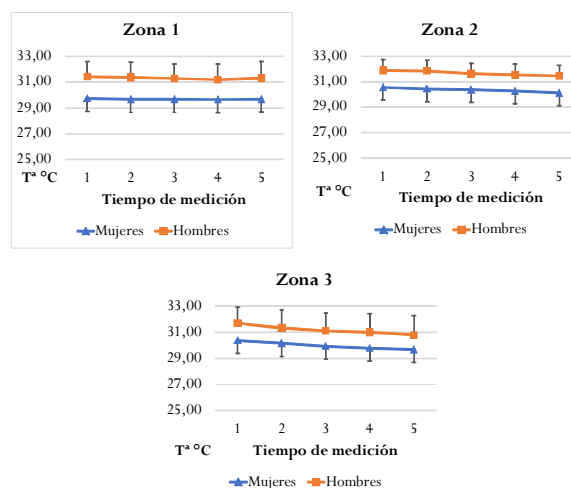 Zona 1
33,00
31,00
29,00
27,00
25,00
Tª °C
1 2 3 4 5
Tiempo de medición
Mujeres Hombres
Zona 2
33,00
31,00
29,00
27,00
25,00
Tª °C
1 2 3 4 5
Tiempo de medición
Mujeres Hombres
Zona 3
33,00
31,00
29,00
27,00
25,00
1 2 3 4 5
Tª °C Tiempo de medición
Mujeres Hombres